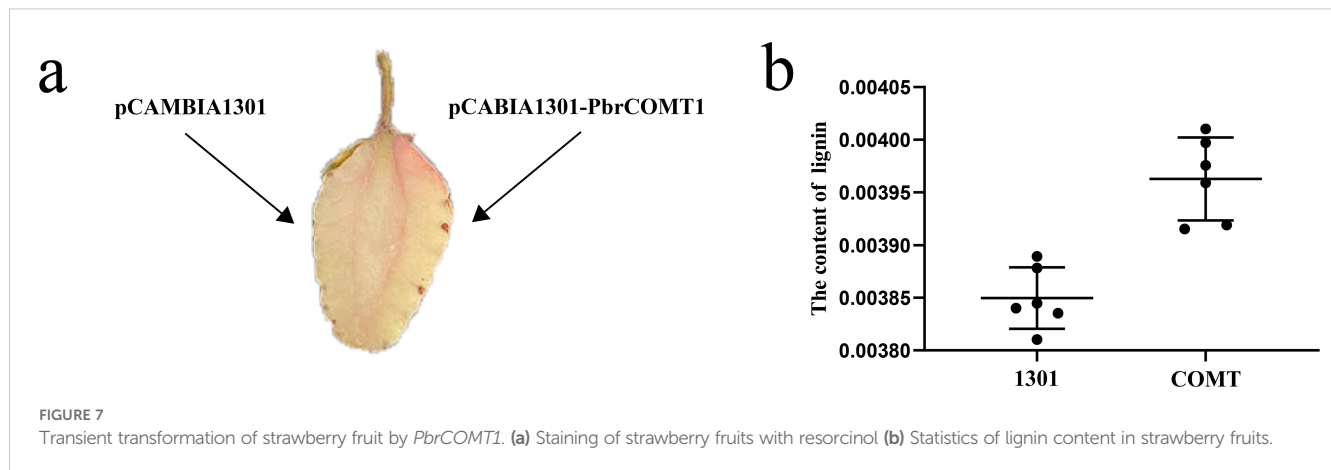 a
pCAMBIA1301
pCABIA1301-PbrCOMT1
b
The content of lignin
0.00405
0.00400
0.00395
0.00390
0.00385
0.00380
1301
COMT
FIGURE 7
Transient transformation of strawberry fruit by PbrCOMT1. (a) Staining of strawberry fruits with resorcinol (b) Statistics of lignin content in strawberry fruits.